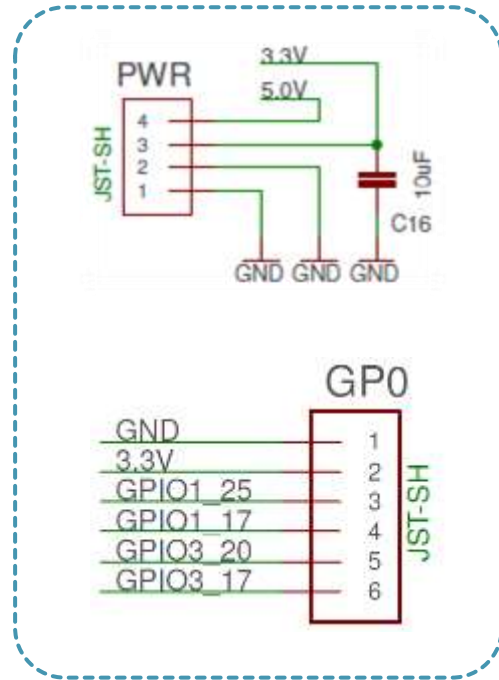 3.3V
PWR
5.0V
4
3
2
1
JST-SH
10uF
C16
GND GND GND
GP0
GND
1
3.3V
2
GPIO1_25
3
GPIO1_17
4
GPIO3_20
5
GPIO3_17
6
JST-SH